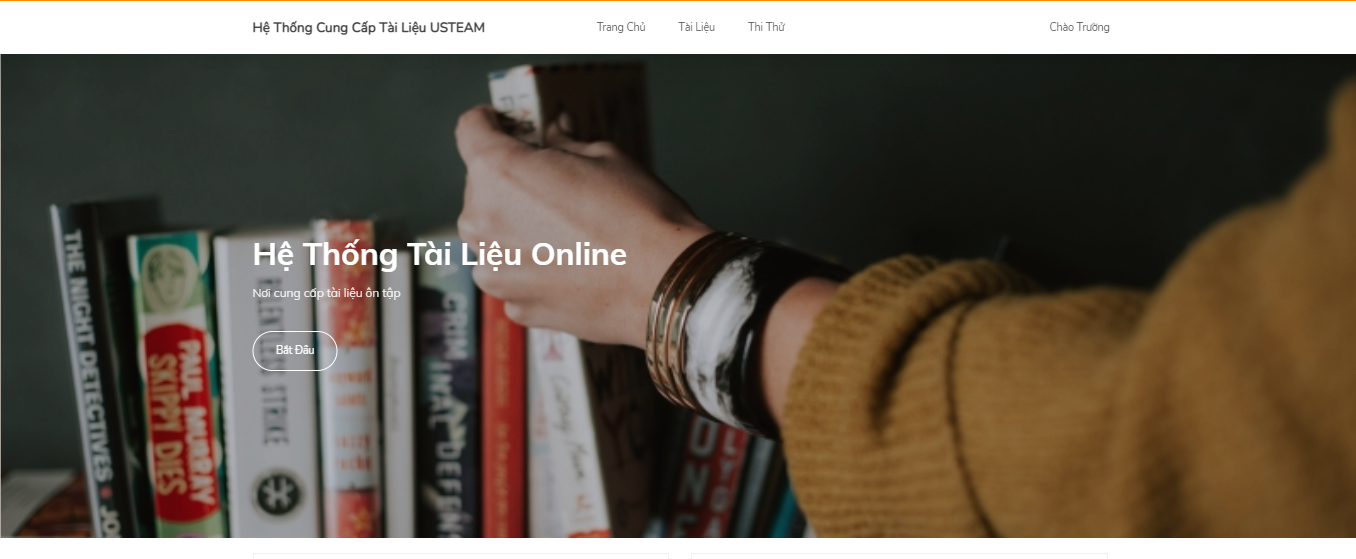 Hệ Thống Cung Cấp Tài Liệu USTEAM
Trang Chủ
Tài Liệu
Thi Thử
Chào Trường
Hệ Thống Tài Liệu Online
Nơi cung cấp tài liệu ôn tập
Bắt Đầu
THE NIGHT DETECTIVES
PAUL MURRAY
SKIPPY DIES
STRIKE